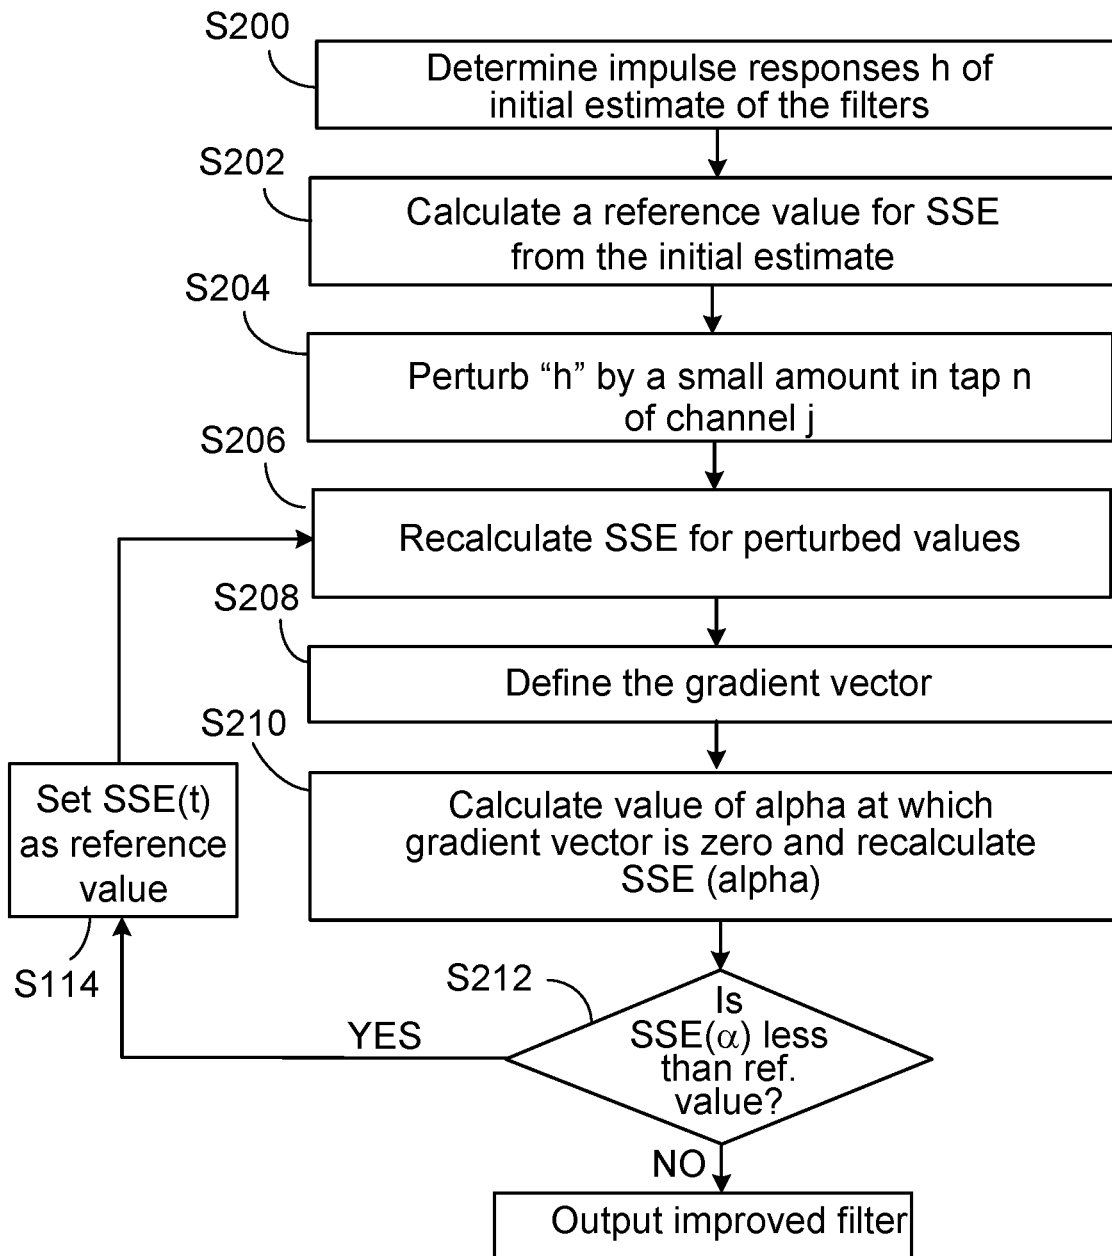 S200
Determine impulse responses h of
initial estimate of the filters
S202
Calculate a reference value for SSE
from the initial estimate
S204
Perturb “h” by a small amount in tap n
of channel j
S206
Recalculate SSE for perturbed values
S208
Define the gradient vector
S210
Calculate value of alpha at which
gradient vector is zero and recalculate
SSE (alpha)
Set SSE(t)
as reference
value
S114
S212
Is
SSE(α) less
than ref.
value?
YES
NO
Output improved filter